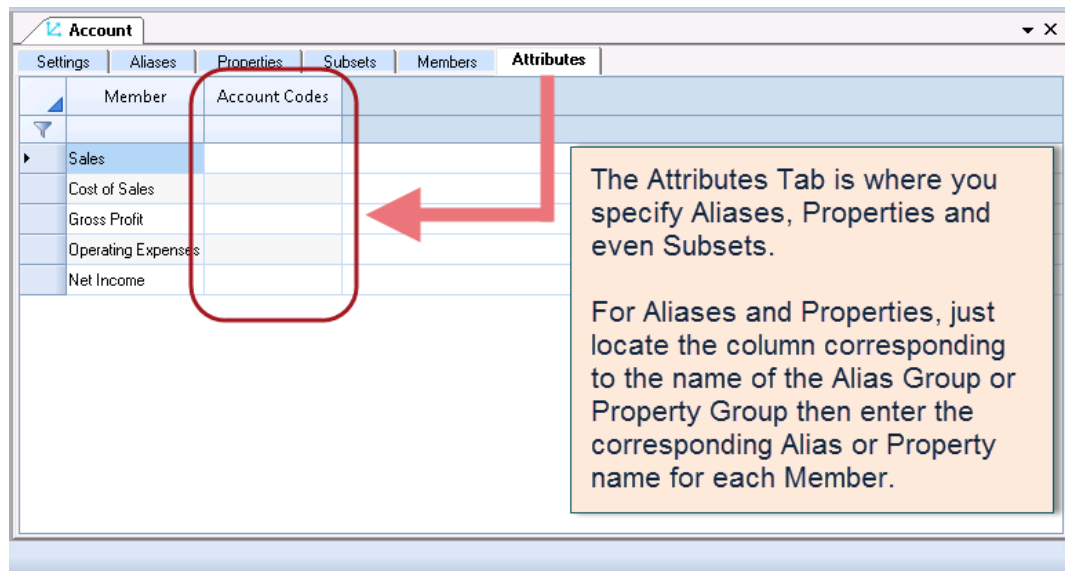 Account
Settings Aliases Properties Subsets Members Attributes
Member Account Codes
Sales
Cost of Sales
Gross Profit
Operating Expenses
Net Income
The Attributes Tab is where you
specify Aliases, Properties and
even Subsets.
For Aliases and Properties, just
locate the column corresponding
to the name of the Alias Group or
Property Group then enter the
corresponding Alias or Property
name for each Member.